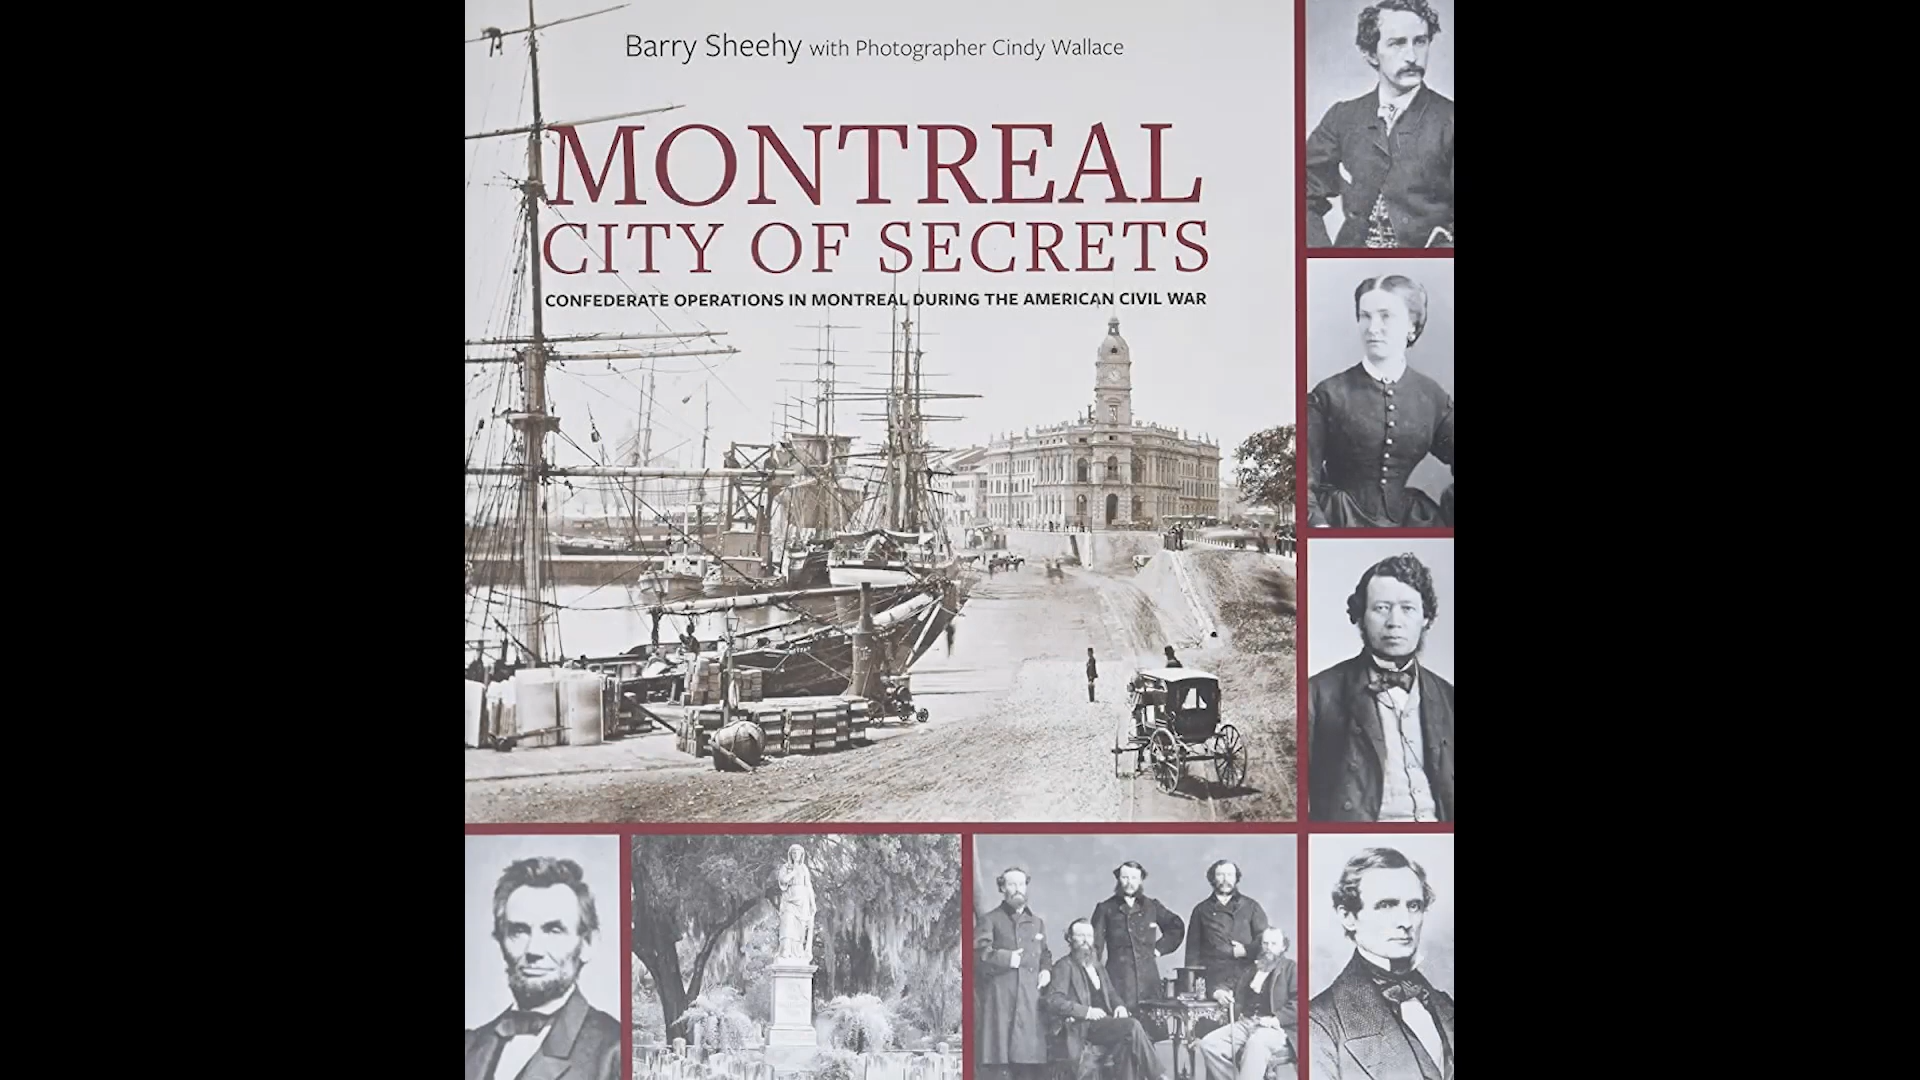 Barry Sheehy with Photographer Cindy Wallace
MONTREAL
CITY OF SECRETS
CONFEDERATE OPERATIONS IN MONTREAL DURING THE AMERICAN CIVIL WAR